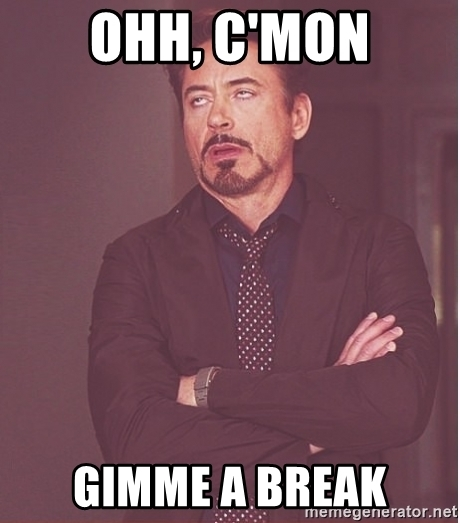 OHH, C'MON
GIMME A BREAK
memegenerator.net